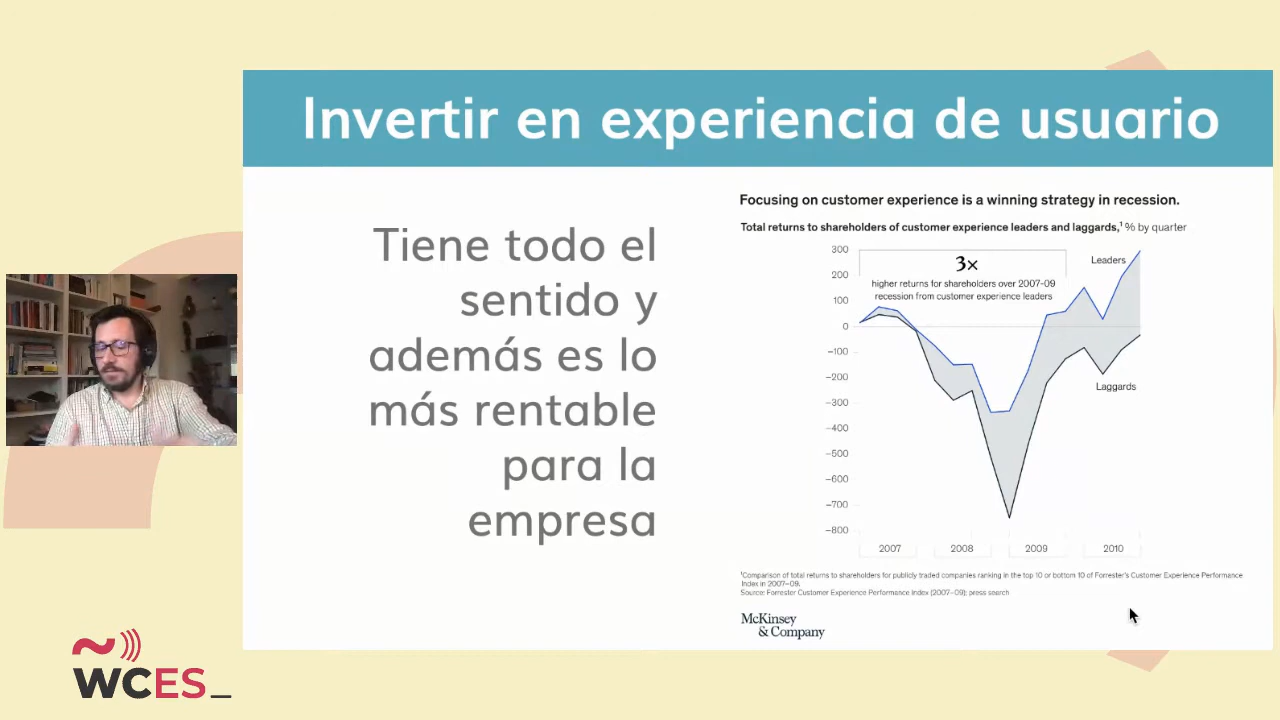 Invertir en experiencia de usuario
Tiene todo el
sentido y
además es lo
más rentable
para la
empresa
Focusing on customer experience is a winning strategy in recession.
Total returns to shareholders of customer experience leaders and laggards,¹ % by quarter
300
200
100
0
−100
−200
−300
−400
−500
−600
−700
−800
3×
higher returns for shareholders over 2007-09
recession from customer experience leaders
Leaders
Laggards
2007
2008
2009
2010
¹Comparison of total returns to shareholders for publicly traded companies ranking in the top 10 or bottom 10 of Forrester's Customer Experience Performance
Index in 2007–09.
Source: Forrester Customer Experience Performance Index (2007–09); press search
McKinsey
& Company
WCES_